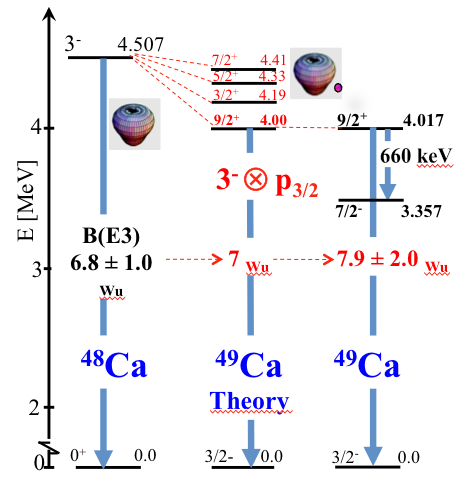 3⁻ 4.507
7/2⁺ 4.41
5/2⁺ 4.33
3/2⁺ 4.19
9/2⁺ 4.00
9/2⁺ 4.017
4
660 keV
3⁻ ⊗ p3/2
7/2⁻ 3.357
E [MeV]
B(E3)
6.8 ± 1.0
Wu
7 Wu
7.9 ± 2.0 Wu
3
⁴⁸Ca
⁴⁹Ca
Theory
⁴⁹Ca
2
0
0⁺ 0.0
3/2- 0.0
3/2⁻ 0.0